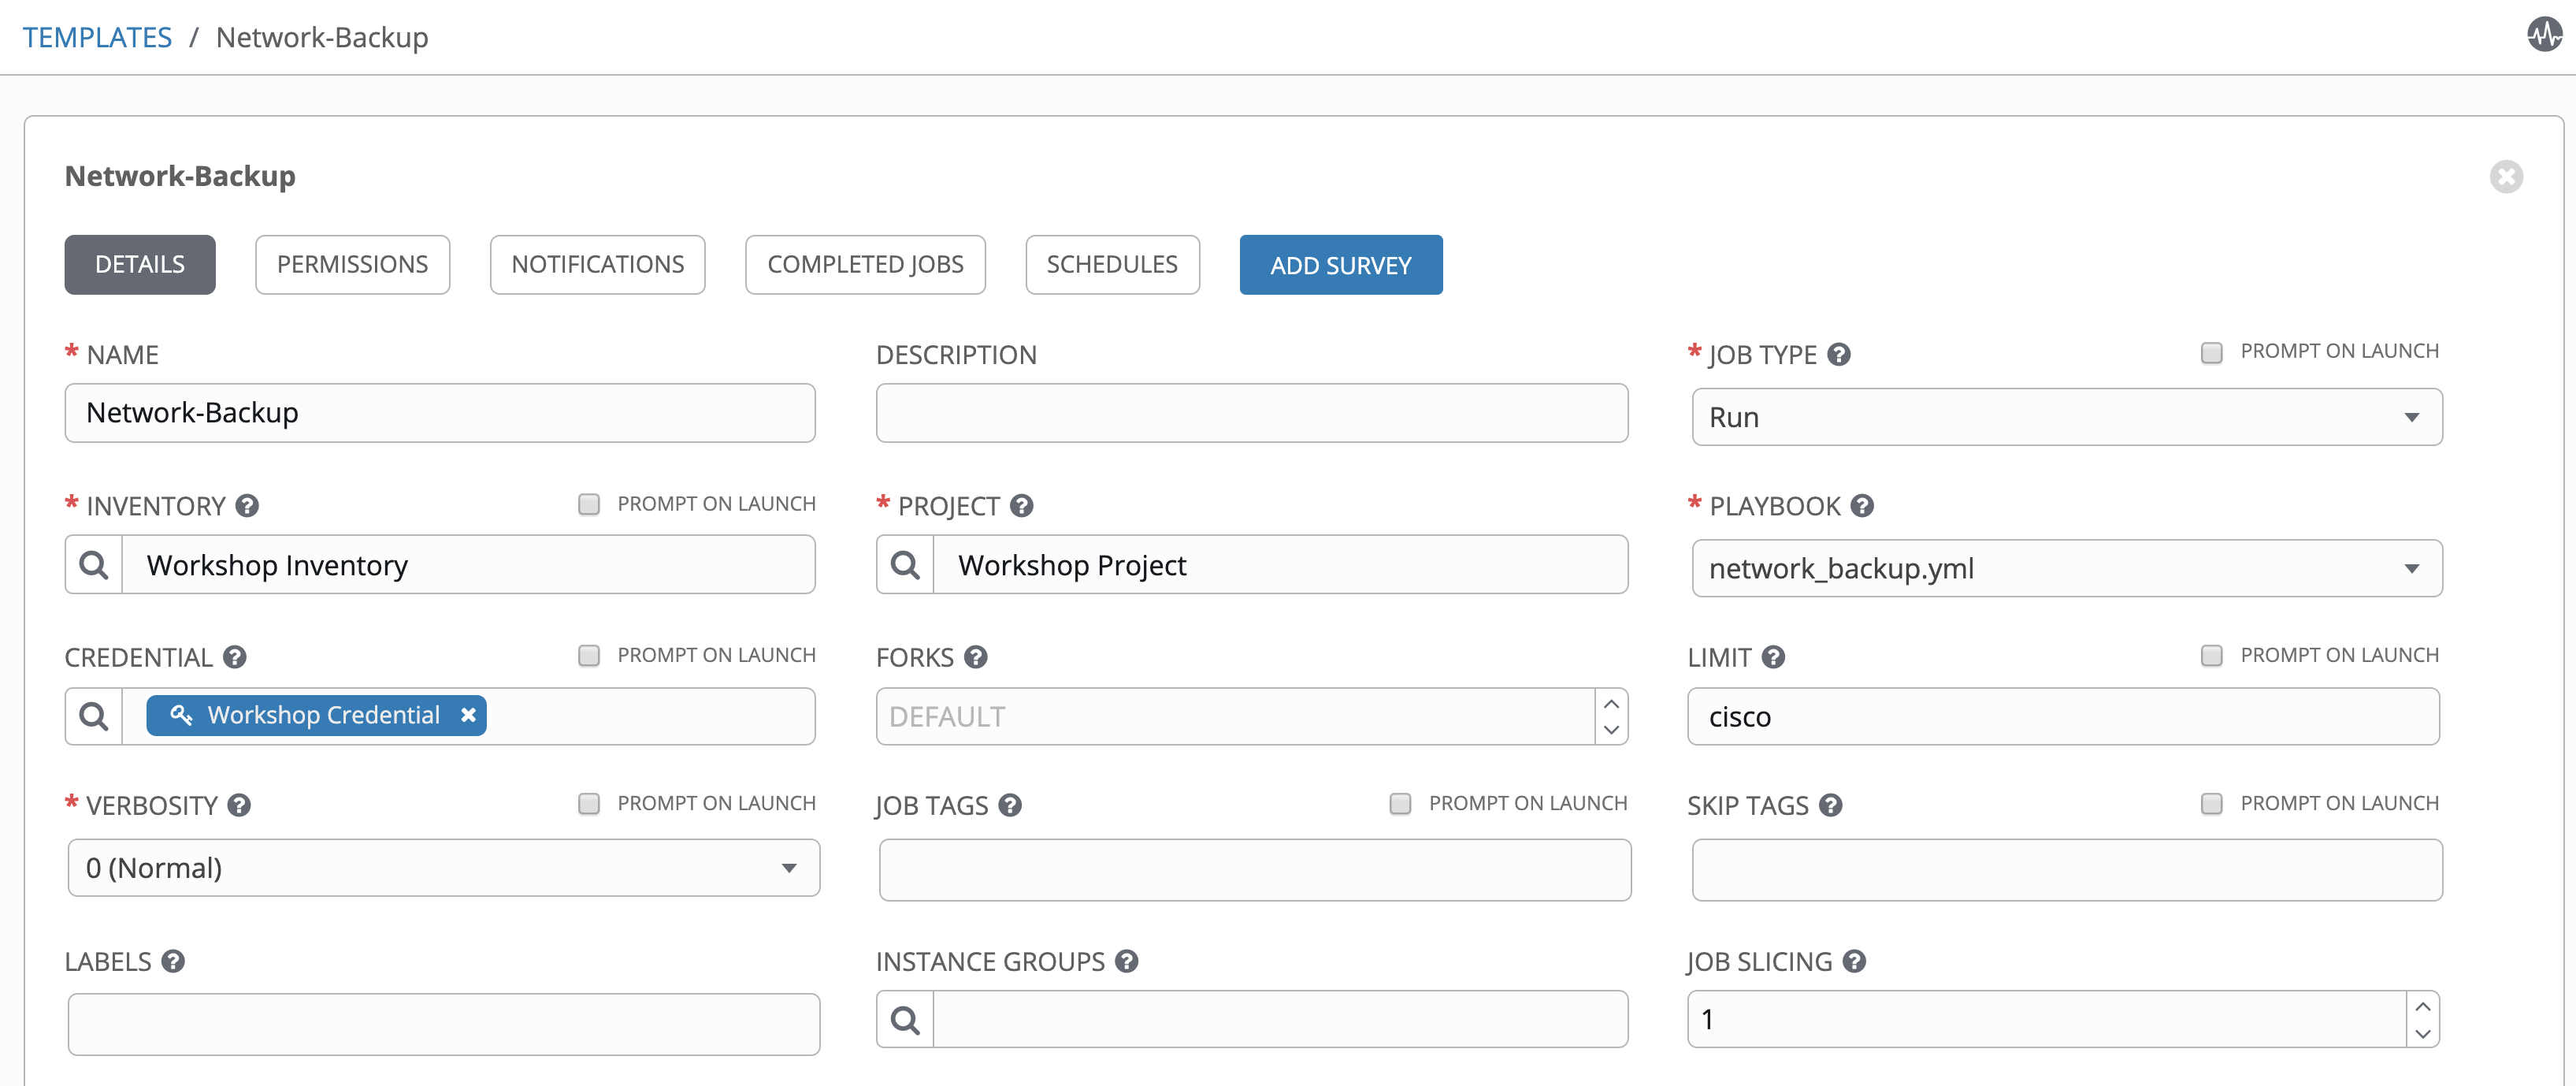 TEMPLATES / Network-Backup
Network-Backup
DETAILS PERMISSIONS NOTIFICATIONS COMPLETED JOBS SCHEDULES ADD SURVEY
* NAME DESCRIPTION * JOB TYPE PROMPT ON LAUNCH
Network-Backup Run
* INVENTORY PROMPT ON LAUNCH * PROJECT * PLAYBOOK
Workshop Inventory Workshop Project network_backup.yml
CREDENTIAL PROMPT ON LAUNCH FORKS LIMIT PROMPT ON LAUNCH
Workshop Credential DEFAULT cisco
* VERBOSITY PROMPT ON LAUNCH JOB TAGS PROMPT ON LAUNCH SKIP TAGS PROMPT ON LAUNCH
0 (Normal)
LABELS INSTANCE GROUPS JOB SLICING
1